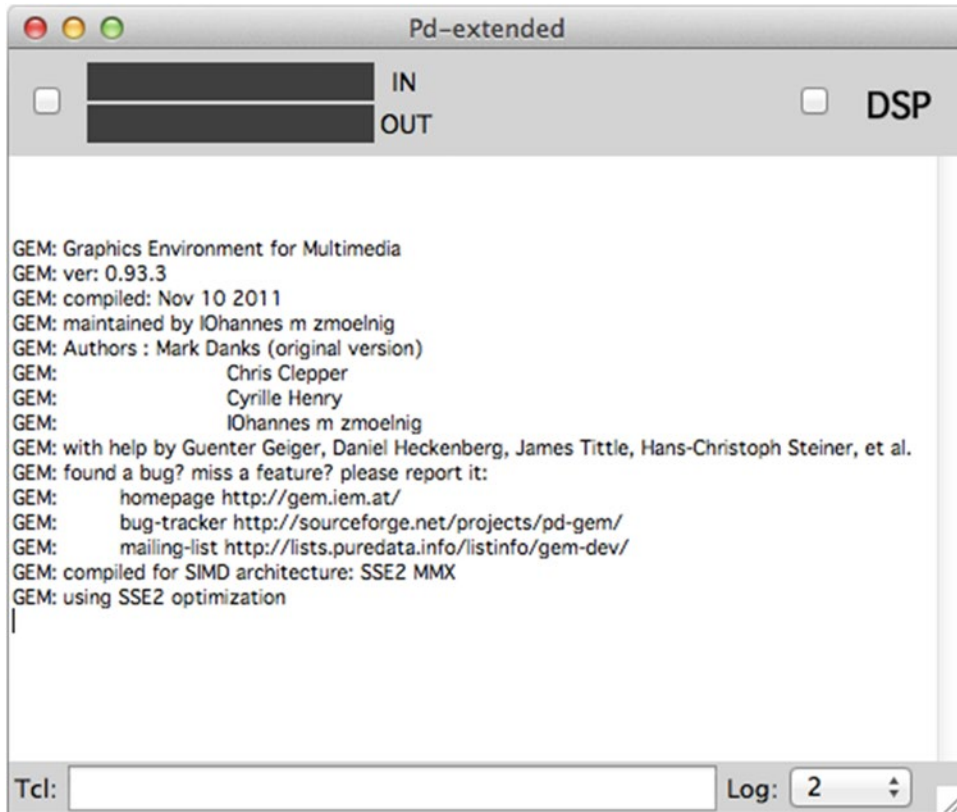 Pd-extended
IN
OUT
DSP
GEM: Graphics Environment for Multimedia
GEM: ver: 0.93.3
GEM: compiled: Nov 10 2011
GEM: maintained by IOhannes m zmoelnig
GEM: Authors : Mark Danks (original version)
GEM: Chris Clepper
GEM: Cyrille Henry
GEM: IOhannes m zmoelnig
GEM: with help by Guenter Geiger, Daniel Heckenberg, James Tittle, Hans-Christoph Steiner, et al.
GEM: found a bug? miss a feature? please report it:
GEM: homepage http://gem.iem.at/
GEM: bug-tracker http://sourceforge.net/projects/pd-gem/
GEM: mailing-list http://lists.puredata.info/listinfo/gem-dev/
GEM: compiled for SIMD architecture: SSE2 MMX
GEM: using SSE2 optimization
Tcl: Log: 2